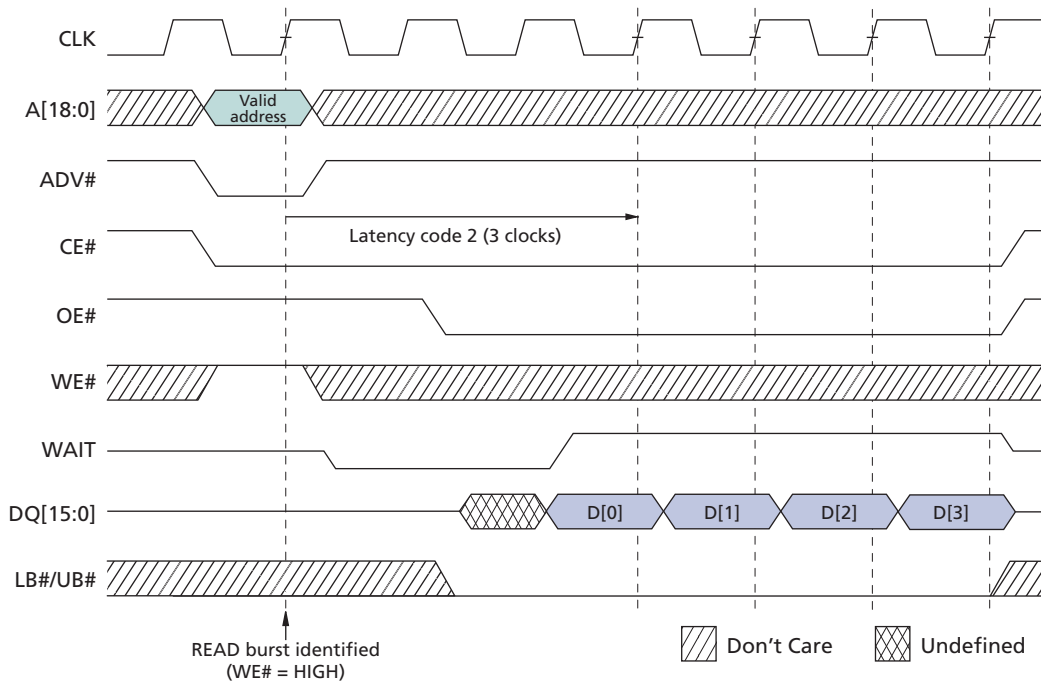 CLK
A[18:0]
Valid
address
ADV#
Latency code 2 (3 clocks)
CE#
OE#
WE#
WAIT
DQ[15:0]
D[0]
D[1]
D[2]
D[3]
LB#/UB#
READ burst identified
(WE# = HIGH)
Don't Care
Undefined